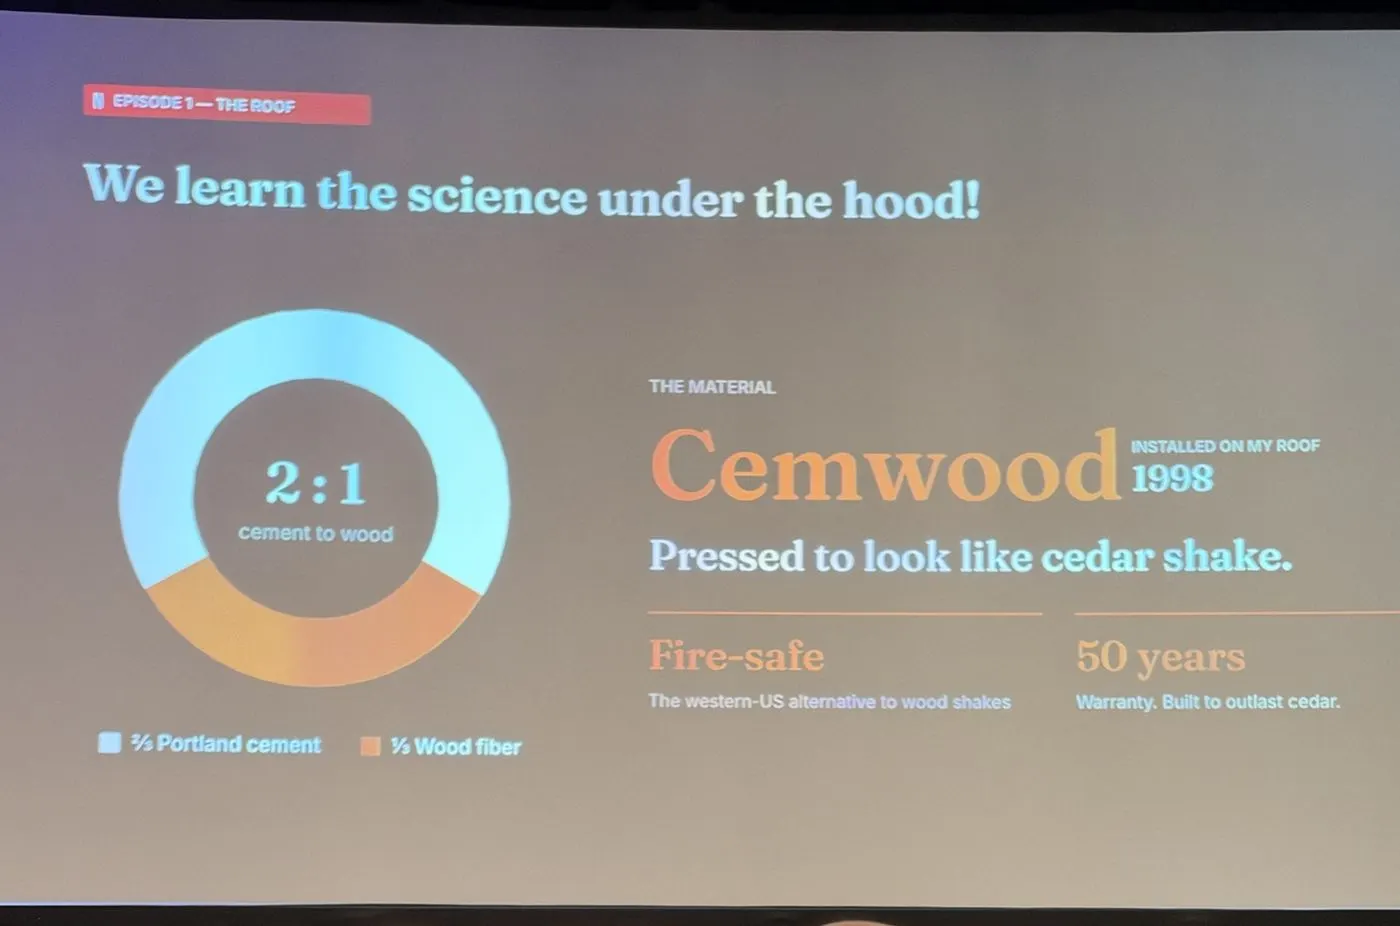 EPISODE 1 — THE ROOF
We learn the science under the hood!
2:1
cement to wood
⅔ Portland cement
⅓ Wood fiber
THE MATERIAL
Cemwood
INSTALLED ON MY ROOF
1998
Pressed to look like cedar shake.
Fire-safe
The western-US alternative to wood shakes
50 years
Warranty. Built to outlast cedar.